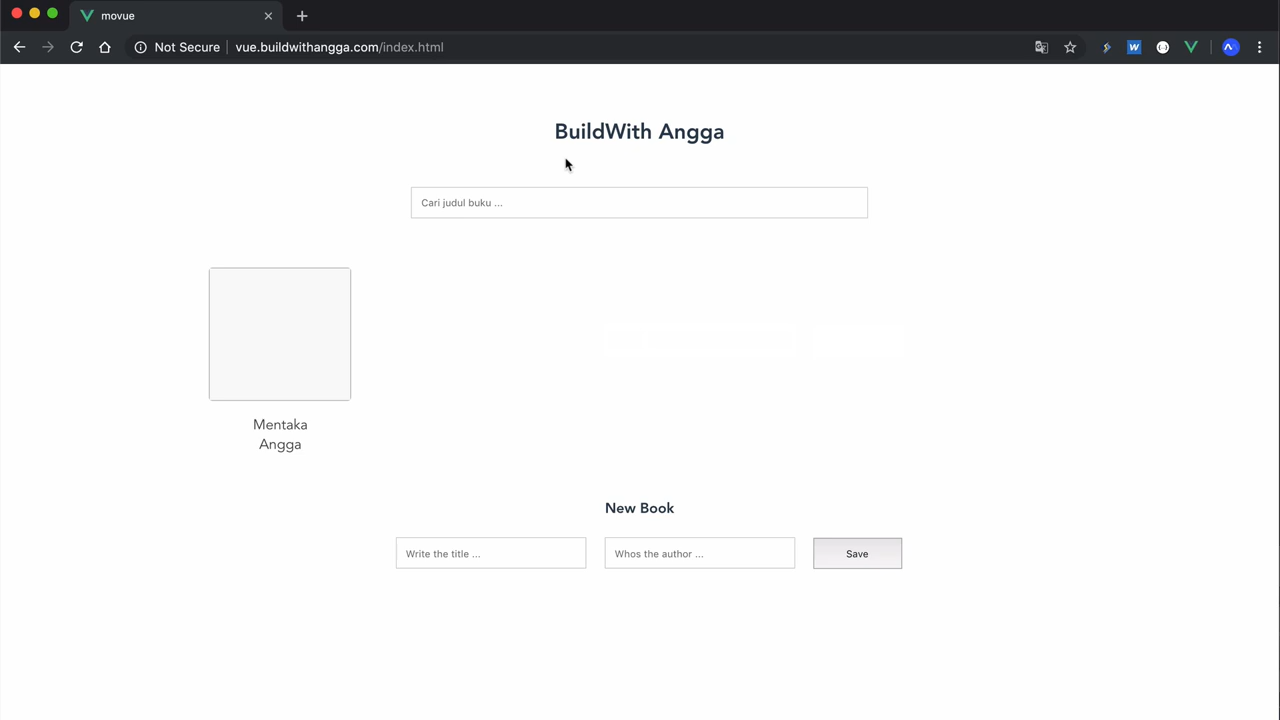 movue
Not Secure
vue.buildwithangga.com/index.html
BuildWith Angga
Cari judul buku ...
Mentaka
Angga
New Book
Write the title ...
Whos the author ...
Save